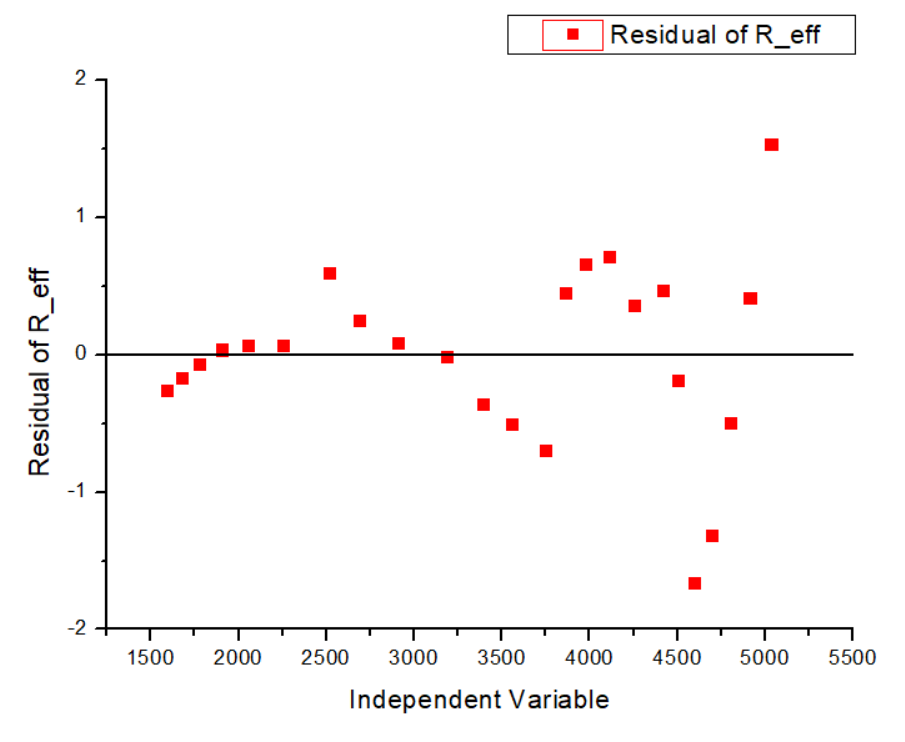 Residual of R_eff
2
1
0
-1
-2
Residual of R_eff
1500 2000 2500 3000 3500 4000 4500 5000 5500
Independent Variable